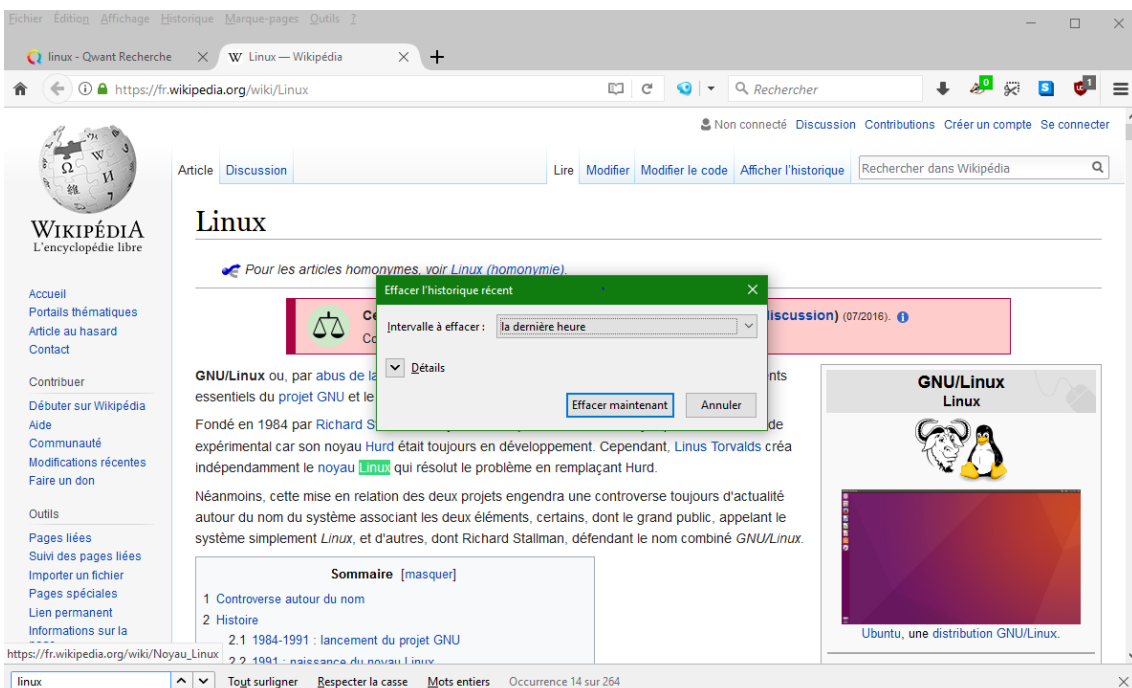 Fichier Édition Affichage Historique Marque-pages Outils ?
linux - Qwant Recherche
W Linux — Wikipédia
https://fr.wikipedia.org/wiki/Linux
Rechercher
0
S
1
Non connecté Discussion Contributions Créer un compte Se connecter
Article Discussion
Lire Modifier Modifier le code Afficher l'historique
Rechercher dans Wikipédia
WIKIPÉDIA
L'encyclopédie libre
Accueil
Portails thématiques
Article au hasard
Contact
Contribuer
Débuter sur Wikipédia
Aide
Communauté
Modifications récentes
Faire un don
Outils
Pages liées
Suivi des pages liées
Importer un fichier
Pages spéciales
Lien permanent
Informations sur la
Linux
Pour les articles homonymes, voir Linux (homonymie).
discussion) (07/2016).
Effacer l'historique récent
Intervalle à effacer :
la dernière heure
Détails
Effacer maintenant
Annuler
GNU/Linux ou, par abus de
essentiels du projet GNU et le
Fondé en 1984 par Richard
de
expérimental car son noyau Hurd était toujours en développement. Cependant, Linus Torvalds créa
indépendamment le noyau Linux qui résolut le problème en remplaçant Hurd.
Néanmoins, cette mise en relation des deux projets engendra une controverse toujours d'actualité
autour du nom du système associant les deux éléments, certains, dont le grand public, appelant le
système simplement Linux, et d'autres, dont Richard Stallman, défendant le nom combiné GNU/Linux.
Sommaire [masquer]
1 Controverse autour du nom
2 Histoire
2.1 1984-1991 : lancement du projet GNU
2.2 1991 : naissance du noyau Linux
GNU/Linux
Linux
Ubuntu, une distribution GNU/Linux.
https://fr.wikipedia.org/wiki/Noyau_Linux
linux
Tout surligner Respecter la casse Mots entiers Occurrence 14 sur 264